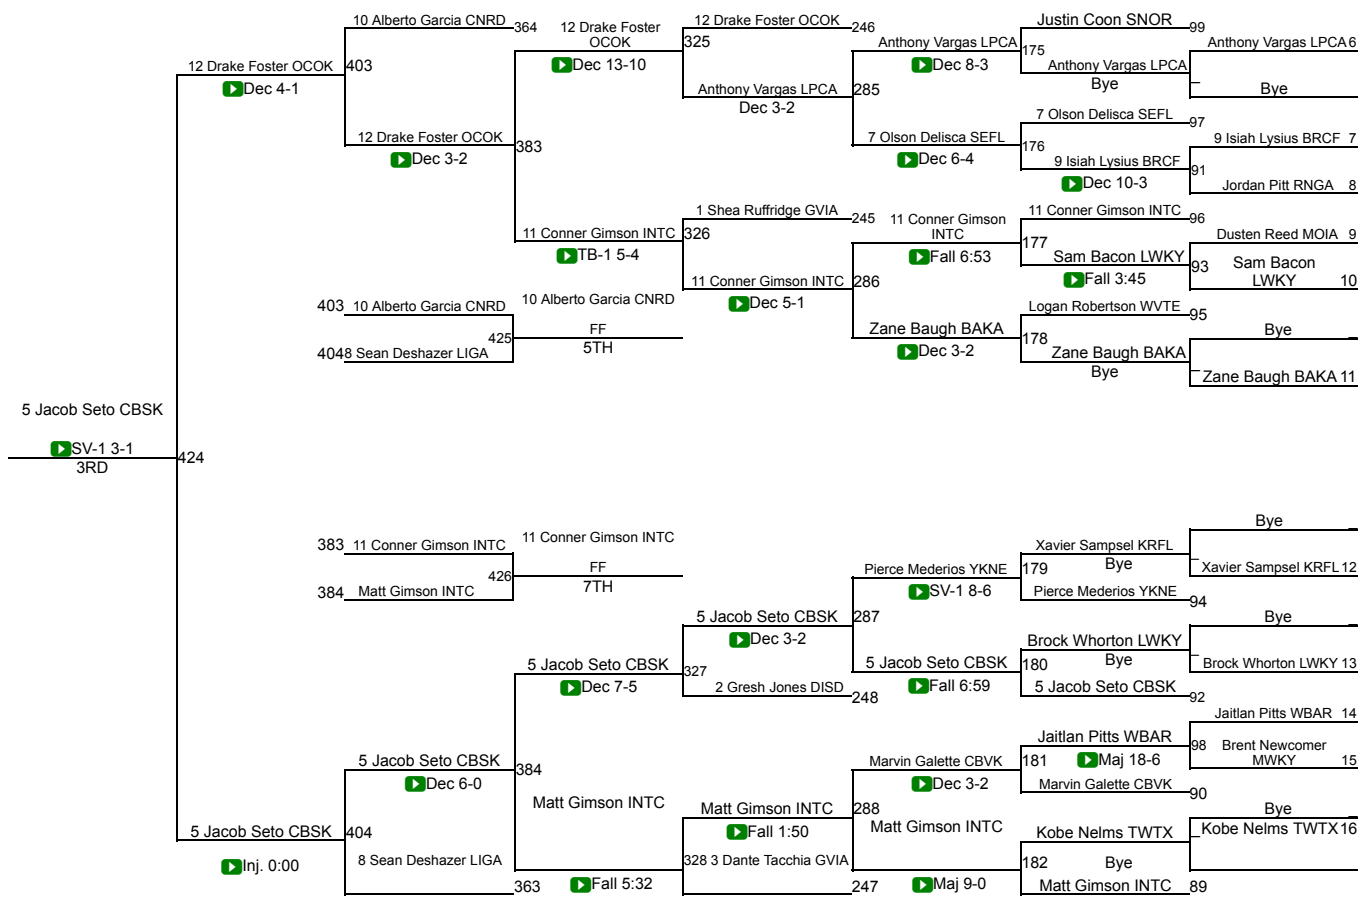 10 Alberto Garcia CNRD
364
12 Drake Foster
OCOK
12 Drake Foster OCOK
246
Justin Coon SNOR
99
325
Anthony Vargas LPCA
175
Anthony Vargas LPCA 6
12 Drake Foster OCOK
403
Dec 13-10
Dec 8-3
Anthony Vargas LPCA
Bye
_
Bye
Dec 4-1
Anthony Vargas LPCA
285
Dec 3-2
7 Olson Delisca SEFL
97
12 Drake Foster OCOK
383
7 Olson Delisca SEFL
176
9 Isiah Lysius BRCF 7
Dec 3-2
Dec 6-4
9 Isiah Lysius BRCF
91
Dec 10-3
Jordan Pitt RNGA 8
1 Shea Ruffridge GVIA
245
11 Conner Gimson
INTC
11 Conner Gimson INTC
96
11 Conner Gimson INTC
326
177
Dusten Reed MOIA 9
TB-1 5-4
Fall 6:53
Sam Bacon LWKY
93
Sam Bacon
LWKY
10
Fall 3:45
11 Conner Gimson INTC
286
Dec 5-1
403
10 Alberto Garcia CNRD
10 Alberto Garcia CNRD
Logan Robertson WVTE
95
425
FF
5TH
Zane Baugh BAKA
178
Bye
_
Dec 3-2
404
8 Sean Deshazer LIGA
Zane Baugh BAKA
Bye
_
Zane Baugh BAKA 11
5 Jacob Seto CBSK
SV-1 3-1
3RD
424
Bye
_
383
11 Conner Gimson INTC
11 Conner Gimson INTC
Xavier Sampsel KRFL
Bye
_
426
FF
7TH
Pierce Mederios YKNE
179
Xavier Sampsel KRFL 12
384
Matt Gimson INTC
SV-1 8-6
Pierce Mederios YKNE
94
5 Jacob Seto CBSK
287
Bye
_
Dec 3-2
Brock Whorton LWKY
Bye
_
5 Jacob Seto CBSK
327
5 Jacob Seto CBSK
180
Brock Whorton LWKY 13
Dec 7-5
2 Gresh Jones DISD
248
Fall 6:59
5 Jacob Seto CBSK
92
Jaitlan Pitts WBAR 14
Jaitlan Pitts WBAR
98
Brent Newcomer
MWKY
15
5 Jacob Seto CBSK
384
Marvin Galette CBVK
181
Maj 18-6
Dec 6-0
Dec 3-2
Marvin Galette CBVK
90
Matt Gimson INTC
Matt Gimson INTC
288
Bye
_
5 Jacob Seto CBSK
404
Fall 1:50
Matt Gimson INTC
Kobe Nelms TWTX
_
Kobe Nelms TWTX 16
Inj. 0:00
8 Sean Deshazer LIGA
328
3 Dante Tacchia GVIA
182
Bye
363
Fall 5:32
247
Maj 9-0
Matt Gimson INTC
89